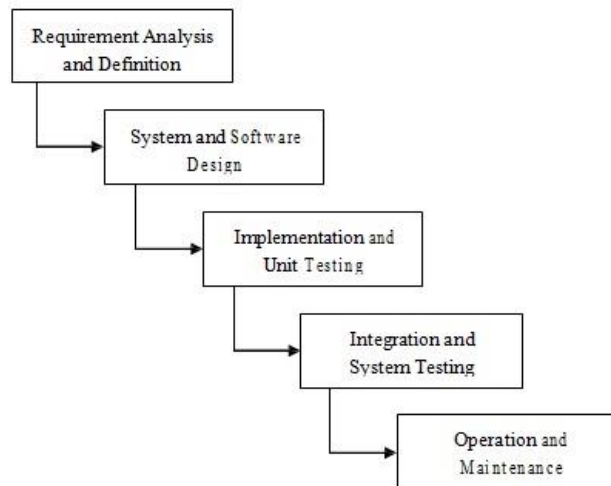 Requirement Analysis
and Definition
System and Software
Design
Implementation and
Unit Testing
Integration and
System Testing
Operation and
Maintenance